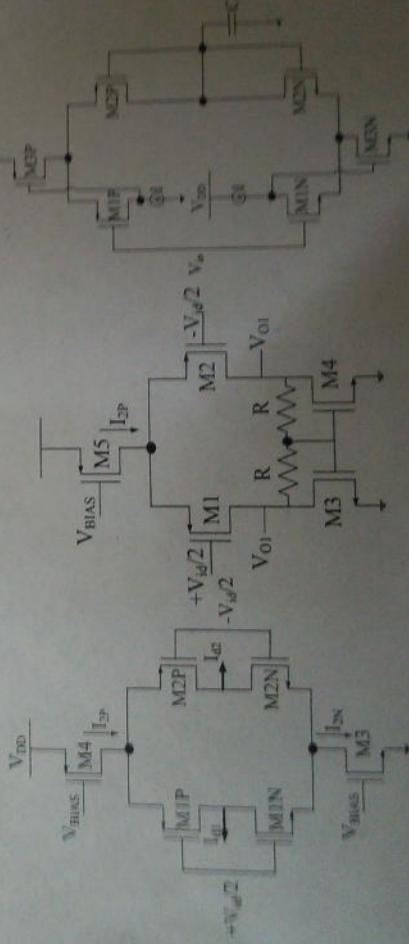 V_DD
V_BIAS
M4
I_2P
M1P
M2P
I_d1
I_d2
+V_id/2
-V_id/2
M1N
M2N
I_2N
V_BIAS
M3
V_BIAS
M5
I_2P
+V_id/2
-V_id/2
M1
M2
V_O1
V_O1
R
R
M3
M4
M3P
M1P
M2P
V_DD
M1N
M2N
M3N
C